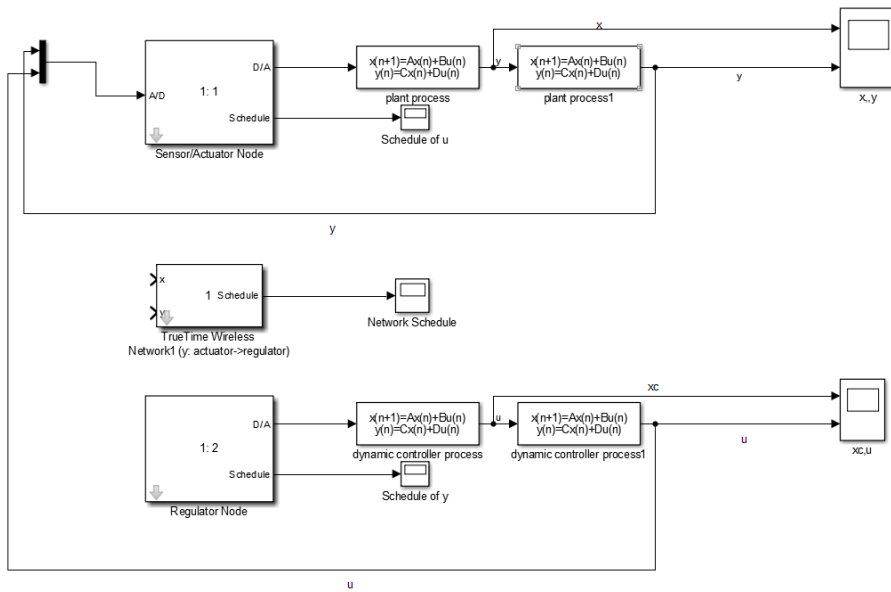 x
D/A
x(n+1)=Ax(n)+Bu(n)
y(n)=Cx(n)+Du(n)
y
x(n+1)=Ax(n)+Bu(n)
y(n)=Cx(n)+Du(n)
y
A/D
1: 1
plant process
plant process1
x,,y
Schedule
Schedule of u
Sensor/Actuator Node
y
x
1
Schedule
y
Network Schedule
TrueTime Wireless
Network1 (y: actuator->regulator)
xc
D/A
x(n+1)=Ax(n)+Bu(n)
y(n)=Cx(n)+Du(n)
u
x(n+1)=Ax(n)+Bu(n)
y(n)=Cx(n)+Du(n)
u
1: 2
dynamic controller process
dynamic controller process1
xc,u
Schedule
Schedule of y
Regulator Node
u